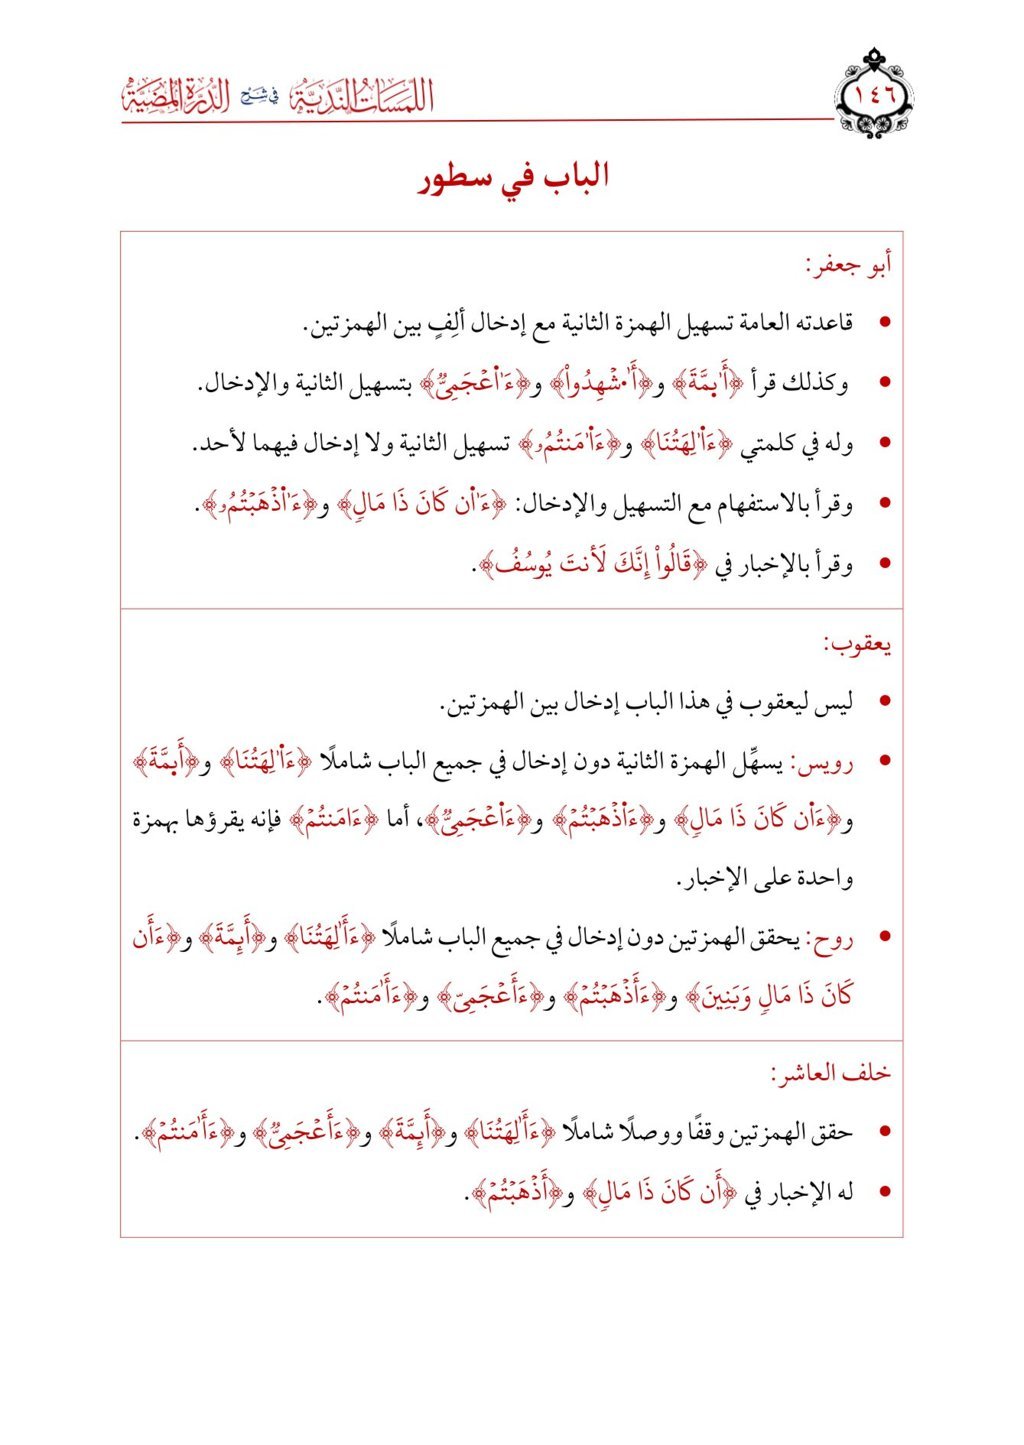 ١٤٦
اللمسات الندية في شرح الدرة المضية
الباب في سطور
أبو جعفر:
• قاعدته العامة تسهيل الهمزة الثانية مع إدخال ألِفٍ بين الهمزتين.
• وكذلك قرأ ﴿أَٰ۬ىِٕمَّةَ﴾ و﴿أَٰ۟شْهِدُواْ﴾ و﴿ءَا۬عْجَمِيٌّ﴾ بتسهيل الثانية والإدخال.
• وله في كلمتي ﴿ءَا۬لِهَتُنَا﴾ و﴿ءَا۬مَنتُمُۥ﴾ تسهيل الثانية ولا إدخال فيهما لأحد.
• وقرأ بالاستفهام مع التسهيل والإدخال: ﴿ءَا۬ن كَانَ ذَا مَالٍ﴾ و﴿ءَا۬ذْهَبْتُمُۥ﴾.
• وقرأ بالإخبار في ﴿قَالُواْ إِنَّكَ لَأنتَ يُوسُفُ﴾.
يعقوب:
• ليس ليعقوب في هذا الباب إدخال بين الهمزتين.
• رويس: يسهِّل الهمزة الثانية دون إدخال في جميع الباب شاملًا ﴿ءَا۬لِهَتُنَا﴾ و﴿أَى۪مَّةَ﴾
و﴿ءَا۬ن كَانَ ذَا مَالٍ﴾ و﴿ءَا۬ذْهَبْتُمْ﴾ و﴿ءَا۬عْجَمِيٌّ﴾، أما ﴿ءَامَنتُمْ﴾ فإنه يقرؤها بهمزة
واحدة على الإخبار.
• روح: يحقق الهمزتين دون إدخال في جميع الباب شاملًا ﴿ءَأَٰلِهَتُنَا﴾ و﴿أَئِمَّةَ﴾ و﴿ءَأَن
كَانَ ذَا مَالٍ وَبَنِينَ﴾ و﴿ءَأَذْهَبْتُمْ﴾ و﴿ءَأَعْجَمِيّ﴾ و﴿ءَأَٰمَنتُمْ﴾.
خلف العاشر:
• حقق الهمزتين وقفًا ووصلًا شاملًا ﴿ءَأَٰلِهَتُنَا﴾ و﴿أَئِمَّةَ﴾ و﴿ءَأَعْجَمِيٌّ﴾ و﴿ءَأَٰمَنتُمْ﴾.
• له الإخبار في ﴿أَن كَانَ ذَا مَالٍ﴾ و﴿أَذْهَبْتُمْ﴾.